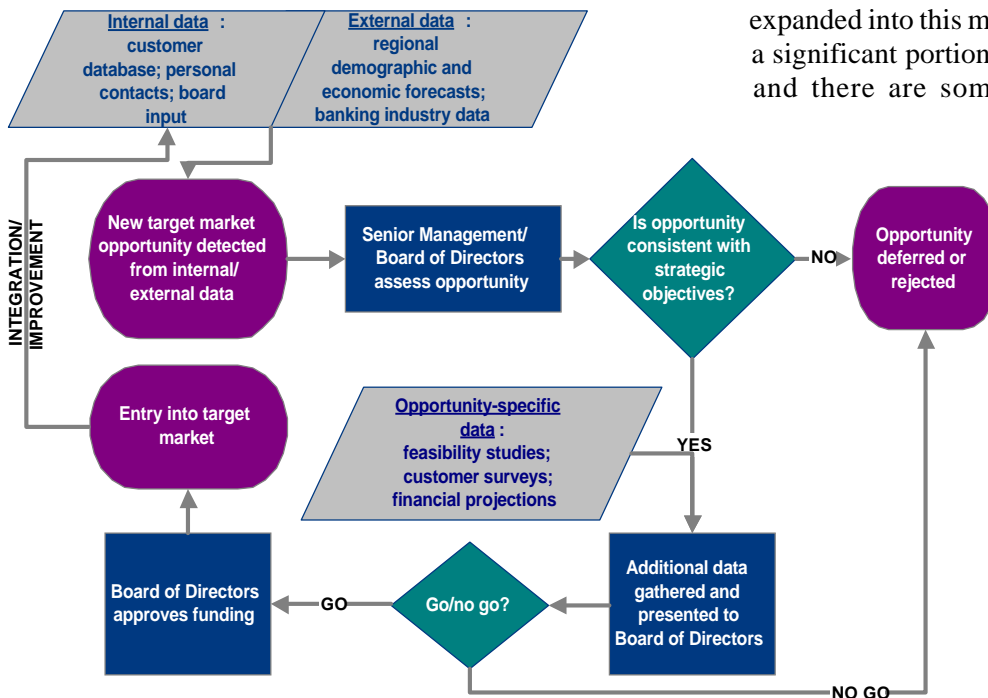 Internal data :
customer
database; personal
contacts; board
input
External data :
regional
demographic and
economic forecasts;
banking industry data
expanded into this m
a significant portion
and there are som
INTEGRATION/
IMPROVEMENT
New target market
opportunity detected
from internal/
external data
Senior Management/
Board of Directors
assess opportunity
Is opportunity
consistent with
strategic
objectives?
NO
Opportunity
deferred or
rejected
Entry into target
market
Opportunity-specific
data :
feasibility studies;
customer surveys;
financial projections
YES
Board of Directors
approves funding
GO
Go/no go?
Additional data
gathered and
presented to
Board of Directors
NO GO